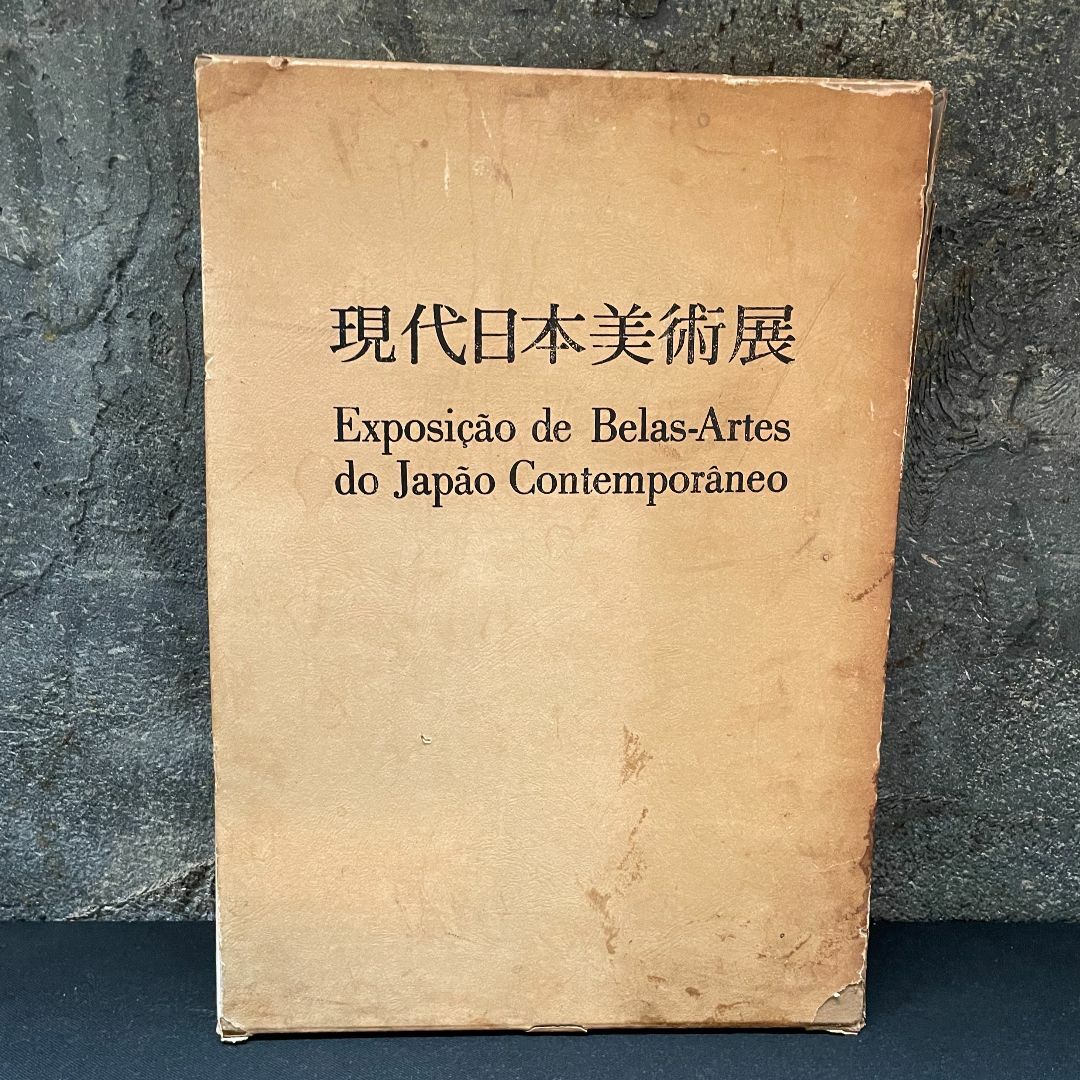 現代日本美術展
Exposição de Belas-Artes
do Japão Contemporâneo